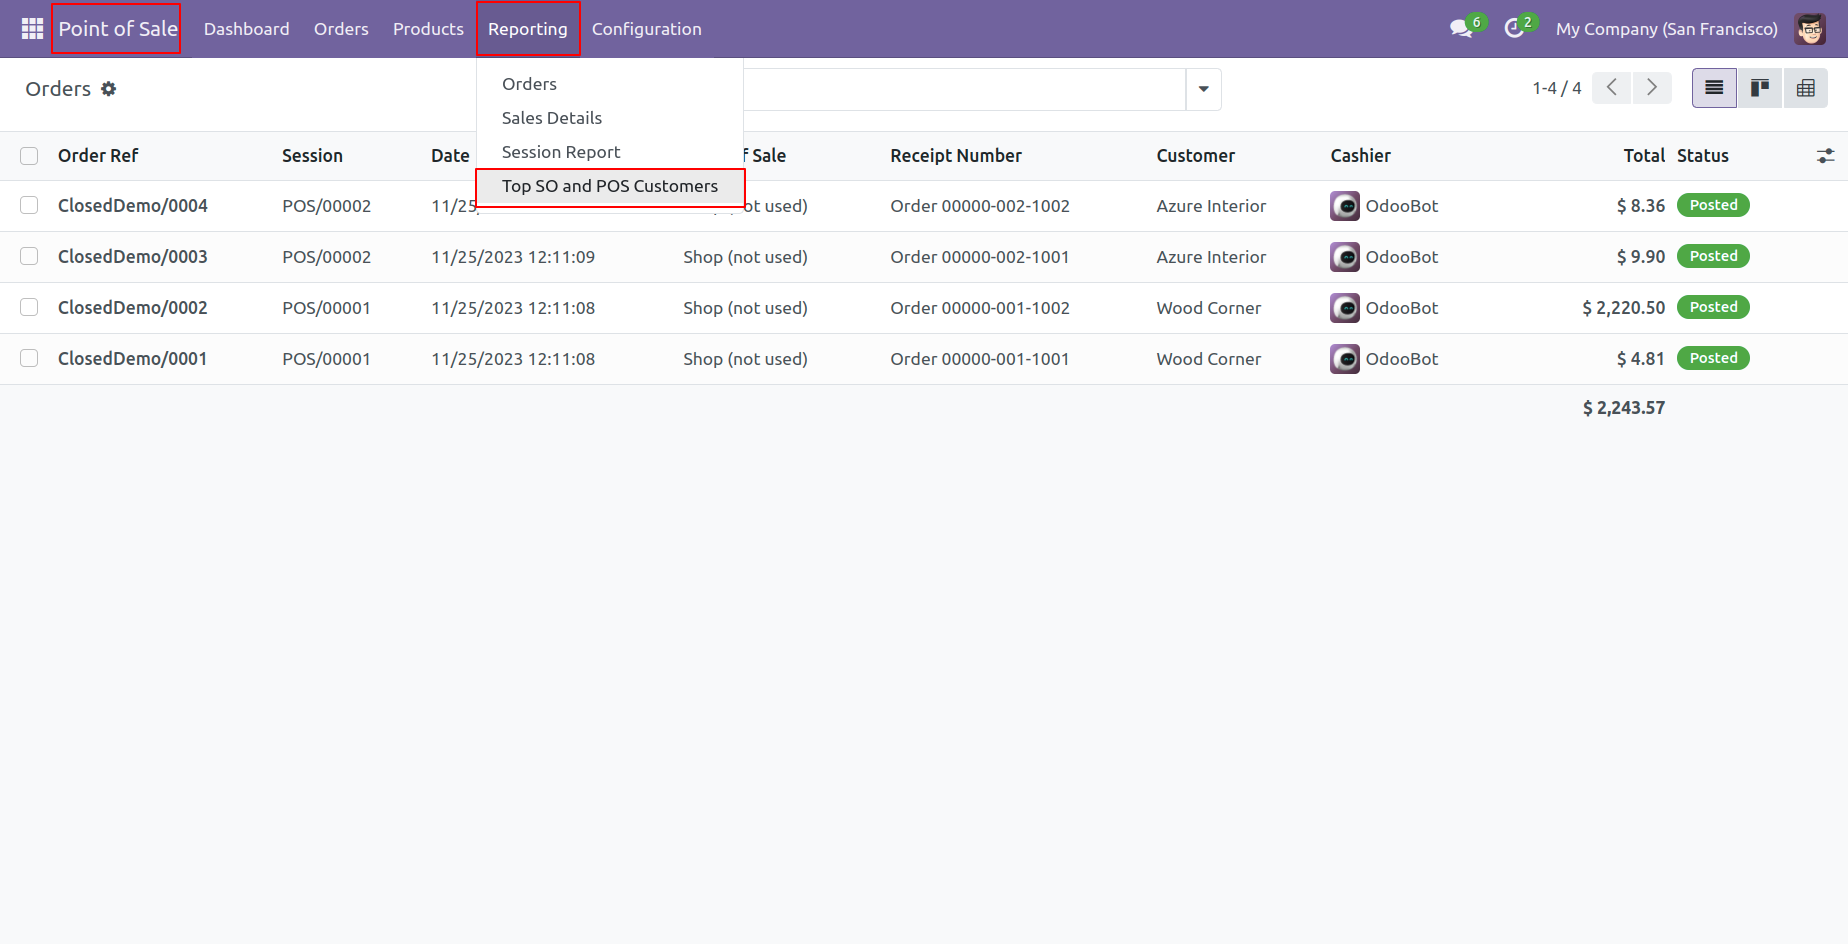 Point of Sale Dashboard Orders Products Reporting Configuration 6 2 My Company (San Francisco)
Orders 1-4 / 4
Orders
Sales Details
Session Report
Top SO and POS Customers
Order Ref Session Date f Sale Receipt Number Customer Cashier Total Status
ClosedDemo/0004 POS/00002 11/25 ot used) Order 00000-002-1002 Azure Interior OdooBot $ 8.36 Posted
ClosedDemo/0003 POS/00002 11/25/2023 12:11:09 Shop (not used) Order 00000-002-1001 Azure Interior OdooBot $ 9.90 Posted
ClosedDemo/0002 POS/00001 11/25/2023 12:11:08 Shop (not used) Order 00000-001-1002 Wood Corner OdooBot $ 2,220.50 Posted
ClosedDemo/0001 POS/00001 11/25/2023 12:11:08 Shop (not used) Order 00000-001-1001 Wood Corner OdooBot $ 4.81 Posted
$ 2,243.57